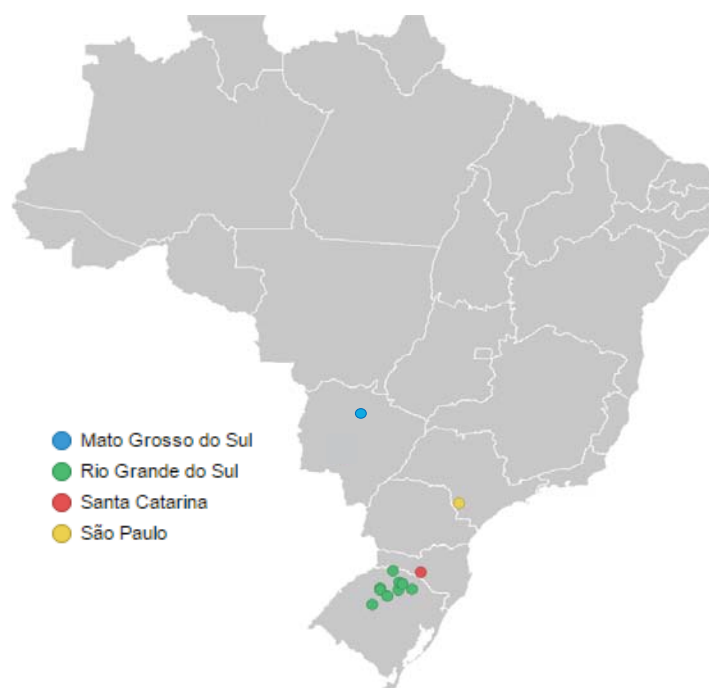 Mato Grosso do Sul
Rio Grande do Sul
Santa Catarina
São Paulo